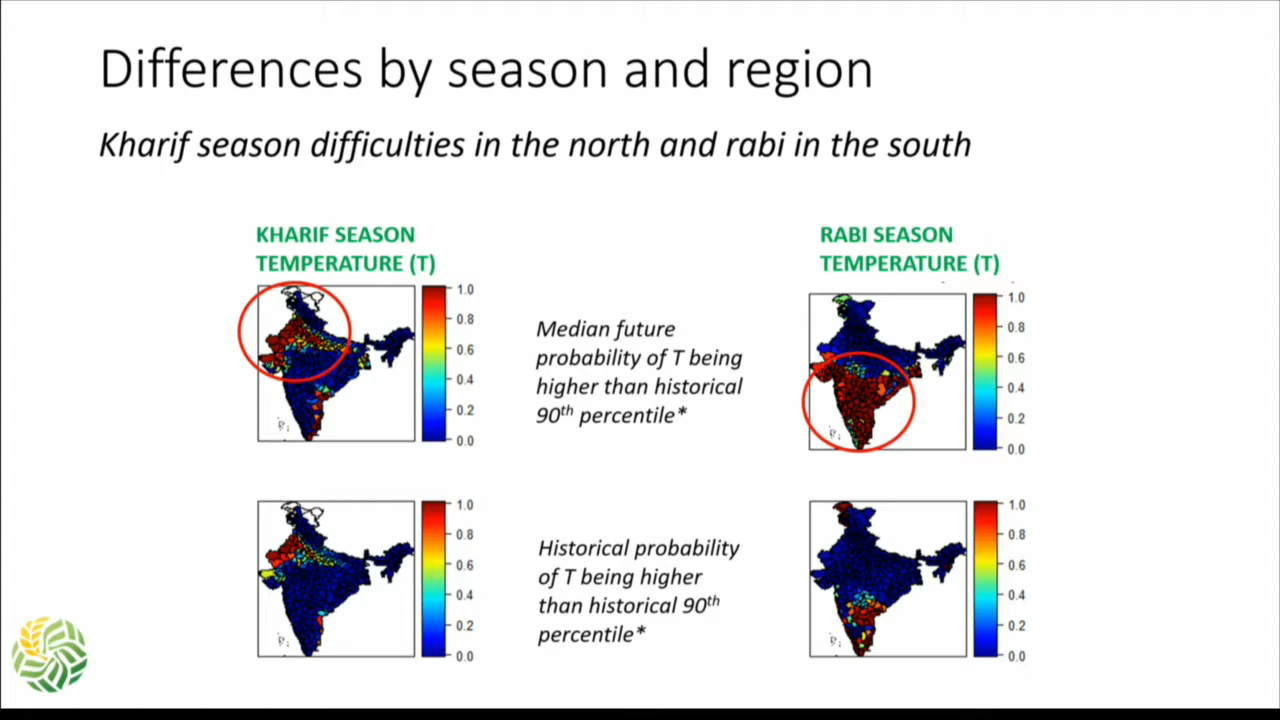 Differences by season and region
Kharif season difficulties in the north and rabi in the south
KHARIF SEASON
TEMPERATURE (T)
1.0
0.8
0.6
0.4
0.2
0.0
Median future
probability of T being
higher than historical
90th percentile*
RABI SEASON
TEMPERATURE (T)
1.0
0.8
0.6
0.4
0.2
0.0
1.0
0.8
0.6
0.4
0.2
0.0
Historical probability
of T being higher
than historical 90th
percentile*
1.0
0.8
0.6
0.4
0.2
0.0